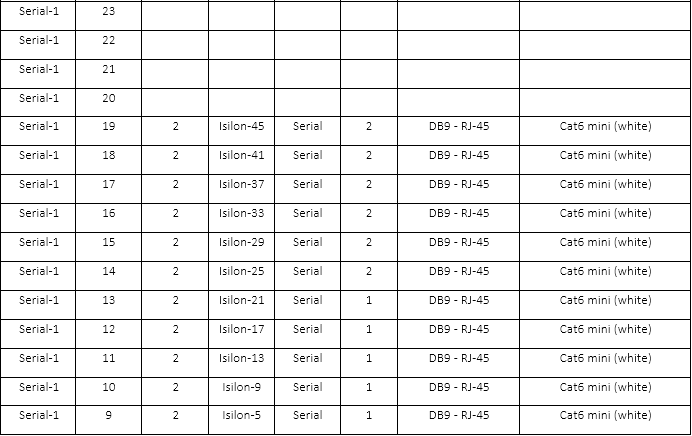 Serial-1 23
Serial-1 22
Serial-1 21
Serial-1 20
Serial-1 19 2 Isilon-45 Serial 2 DB9 - RJ-45 Cat6 mini (white)
Serial-1 18 2 Isilon-41 Serial 2 DB9 - RJ-45 Cat6 mini (white)
Serial-1 17 2 Isilon-37 Serial 2 DB9 - RJ-45 Cat6 mini (white)
Serial-1 16 2 Isilon-33 Serial 2 DB9 - RJ-45 Cat6 mini (white)
Serial-1 15 2 Isilon-29 Serial 2 DB9 - RJ-45 Cat6 mini (white)
Serial-1 14 2 Isilon-25 Serial 2 DB9 - RJ-45 Cat6 mini (white)
Serial-1 13 2 Isilon-21 Serial 1 DB9 - RJ-45 Cat6 mini (white)
Serial-1 12 2 Isilon-17 Serial 1 DB9 - RJ-45 Cat6 mini (white)
Serial-1 11 2 Isilon-13 Serial 1 DB9 - RJ-45 Cat6 mini (white)
Serial-1 10 2 Isilon-9 Serial 1 DB9 - RJ-45 Cat6 mini (white)
Serial-1 9 2 Isilon-5 Serial 1 DB9 - RJ-45 Cat6 mini (white)